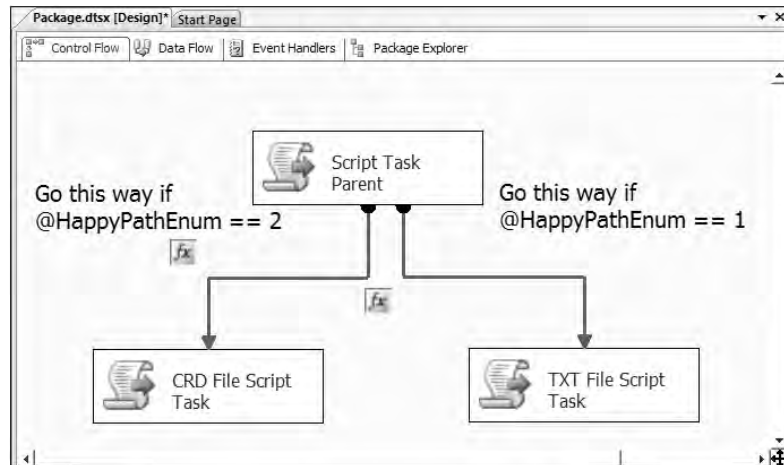 Package.dtsx [Design]* Start Page
Control Flow Data Flow Event Handlers Package Explorer
Script Task
Parent
Go this way if
@HappyPathEnum == 2
Go this way if
@HappyPathEnum == 1
fx
fx
CRD File Script
Task
TXT File Script
Task